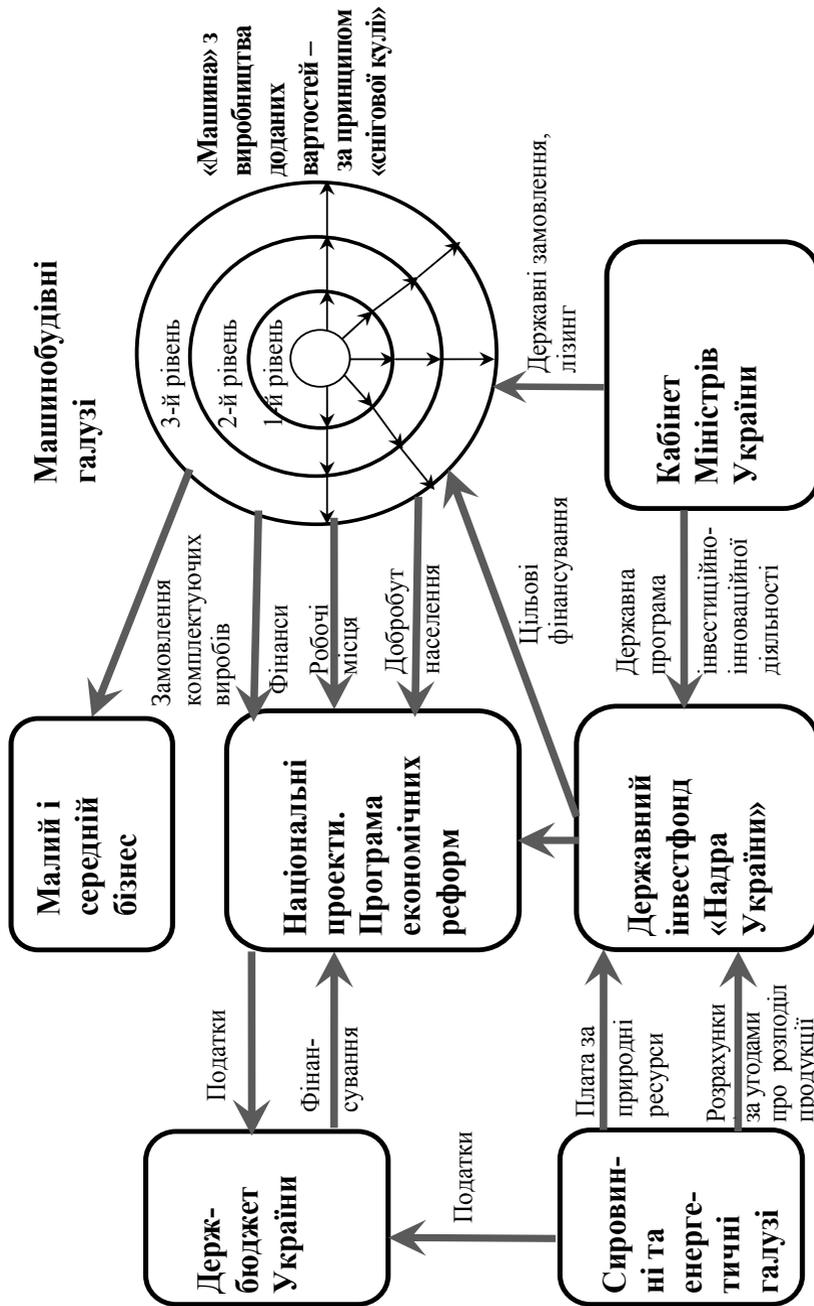 Машинобудівні
галузі
«Машина» з
виробництва
доданих
вартостей –
за принципом
«снігової кулі»
3-й рівень
2-й рівень
1-й рівень
Малий і
середній
бізнес
Замовлення
комплектуючих
виробів
Фінанси
Робочі
місця
Добробут
населення
Державні замовлення,
лізинг
Цільові
фінансування
Держ-
бюджет
України
Податки
Фінан-
сування
Національні
проекти.
Програма
економічних
реформ
Податки
Сировин-
ні та
енерге-
тичні
галузі
Плата за
природні
ресурси
Розрахунки
за угодами
про розподіл
продукції
Державний
інвестфонд
«Надра
України»
Державна
програма
інвестиційно-
інноваційної
діяльності
Кабінет
Міністрів
України